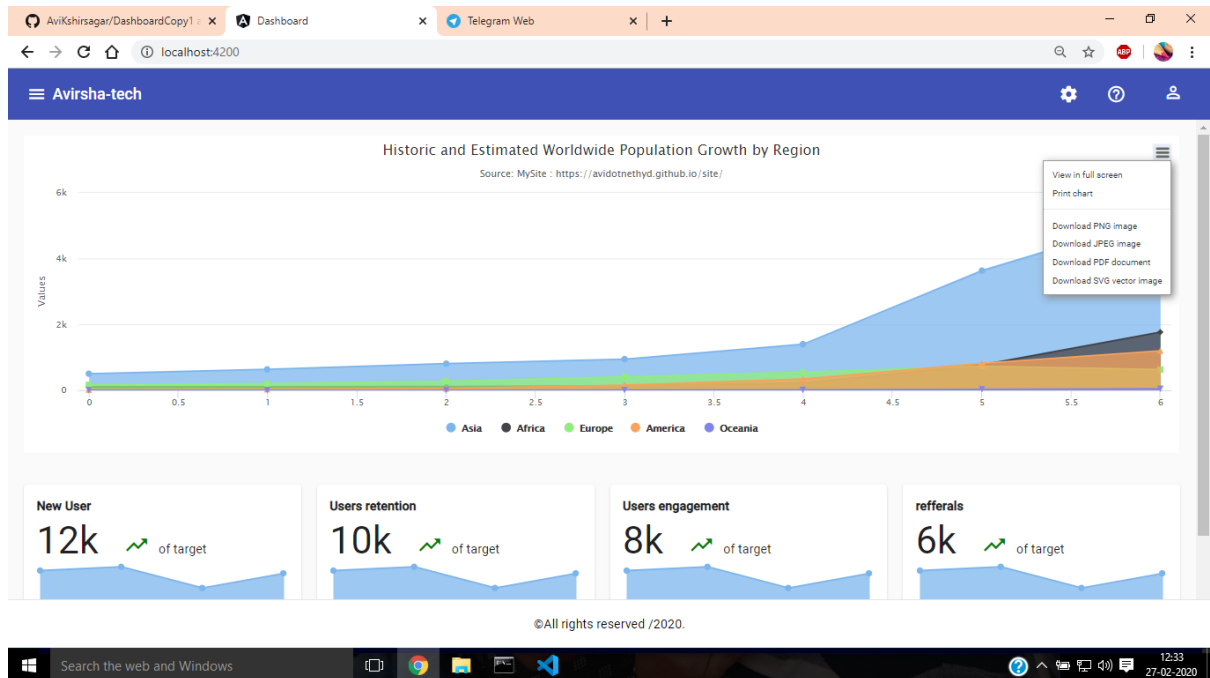 AviKshirsagar/DashboardCopy1 Dashboard Telegram Web
localhost:4200 ABP
Avirsha-tech
Historic and Estimated Worldwide Population Growth by Region
Source: MySite : https://avidotnethyd.github.io/site/
View in full screen
Print chart
Download PNG image
Download JPEG image
Download PDF document
Download SVG vector image
Values
6k
4k
2k
0
0 0.5 1 1.5 2 2.5 3 3.5 4 4.5 5 5.5 6
Asia Africa Europe America Oceania
New User Users retention Users engagement refferals
12k of target 10k of target 8k of target 6k of target
©All rights reserved /2020.
Search the web and Windows 12:33
27-02-2020